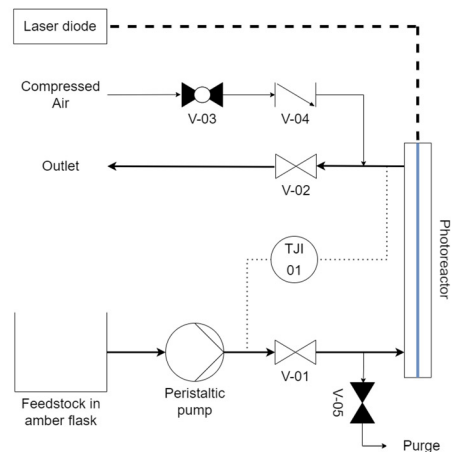 Laser diode
Compressed
Air
V-03
V-04
Outlet
V-02
TJI
01
Photoreactor
Feedstock in
amber flask
Peristaltic
pump
V-01
V-05
Purge